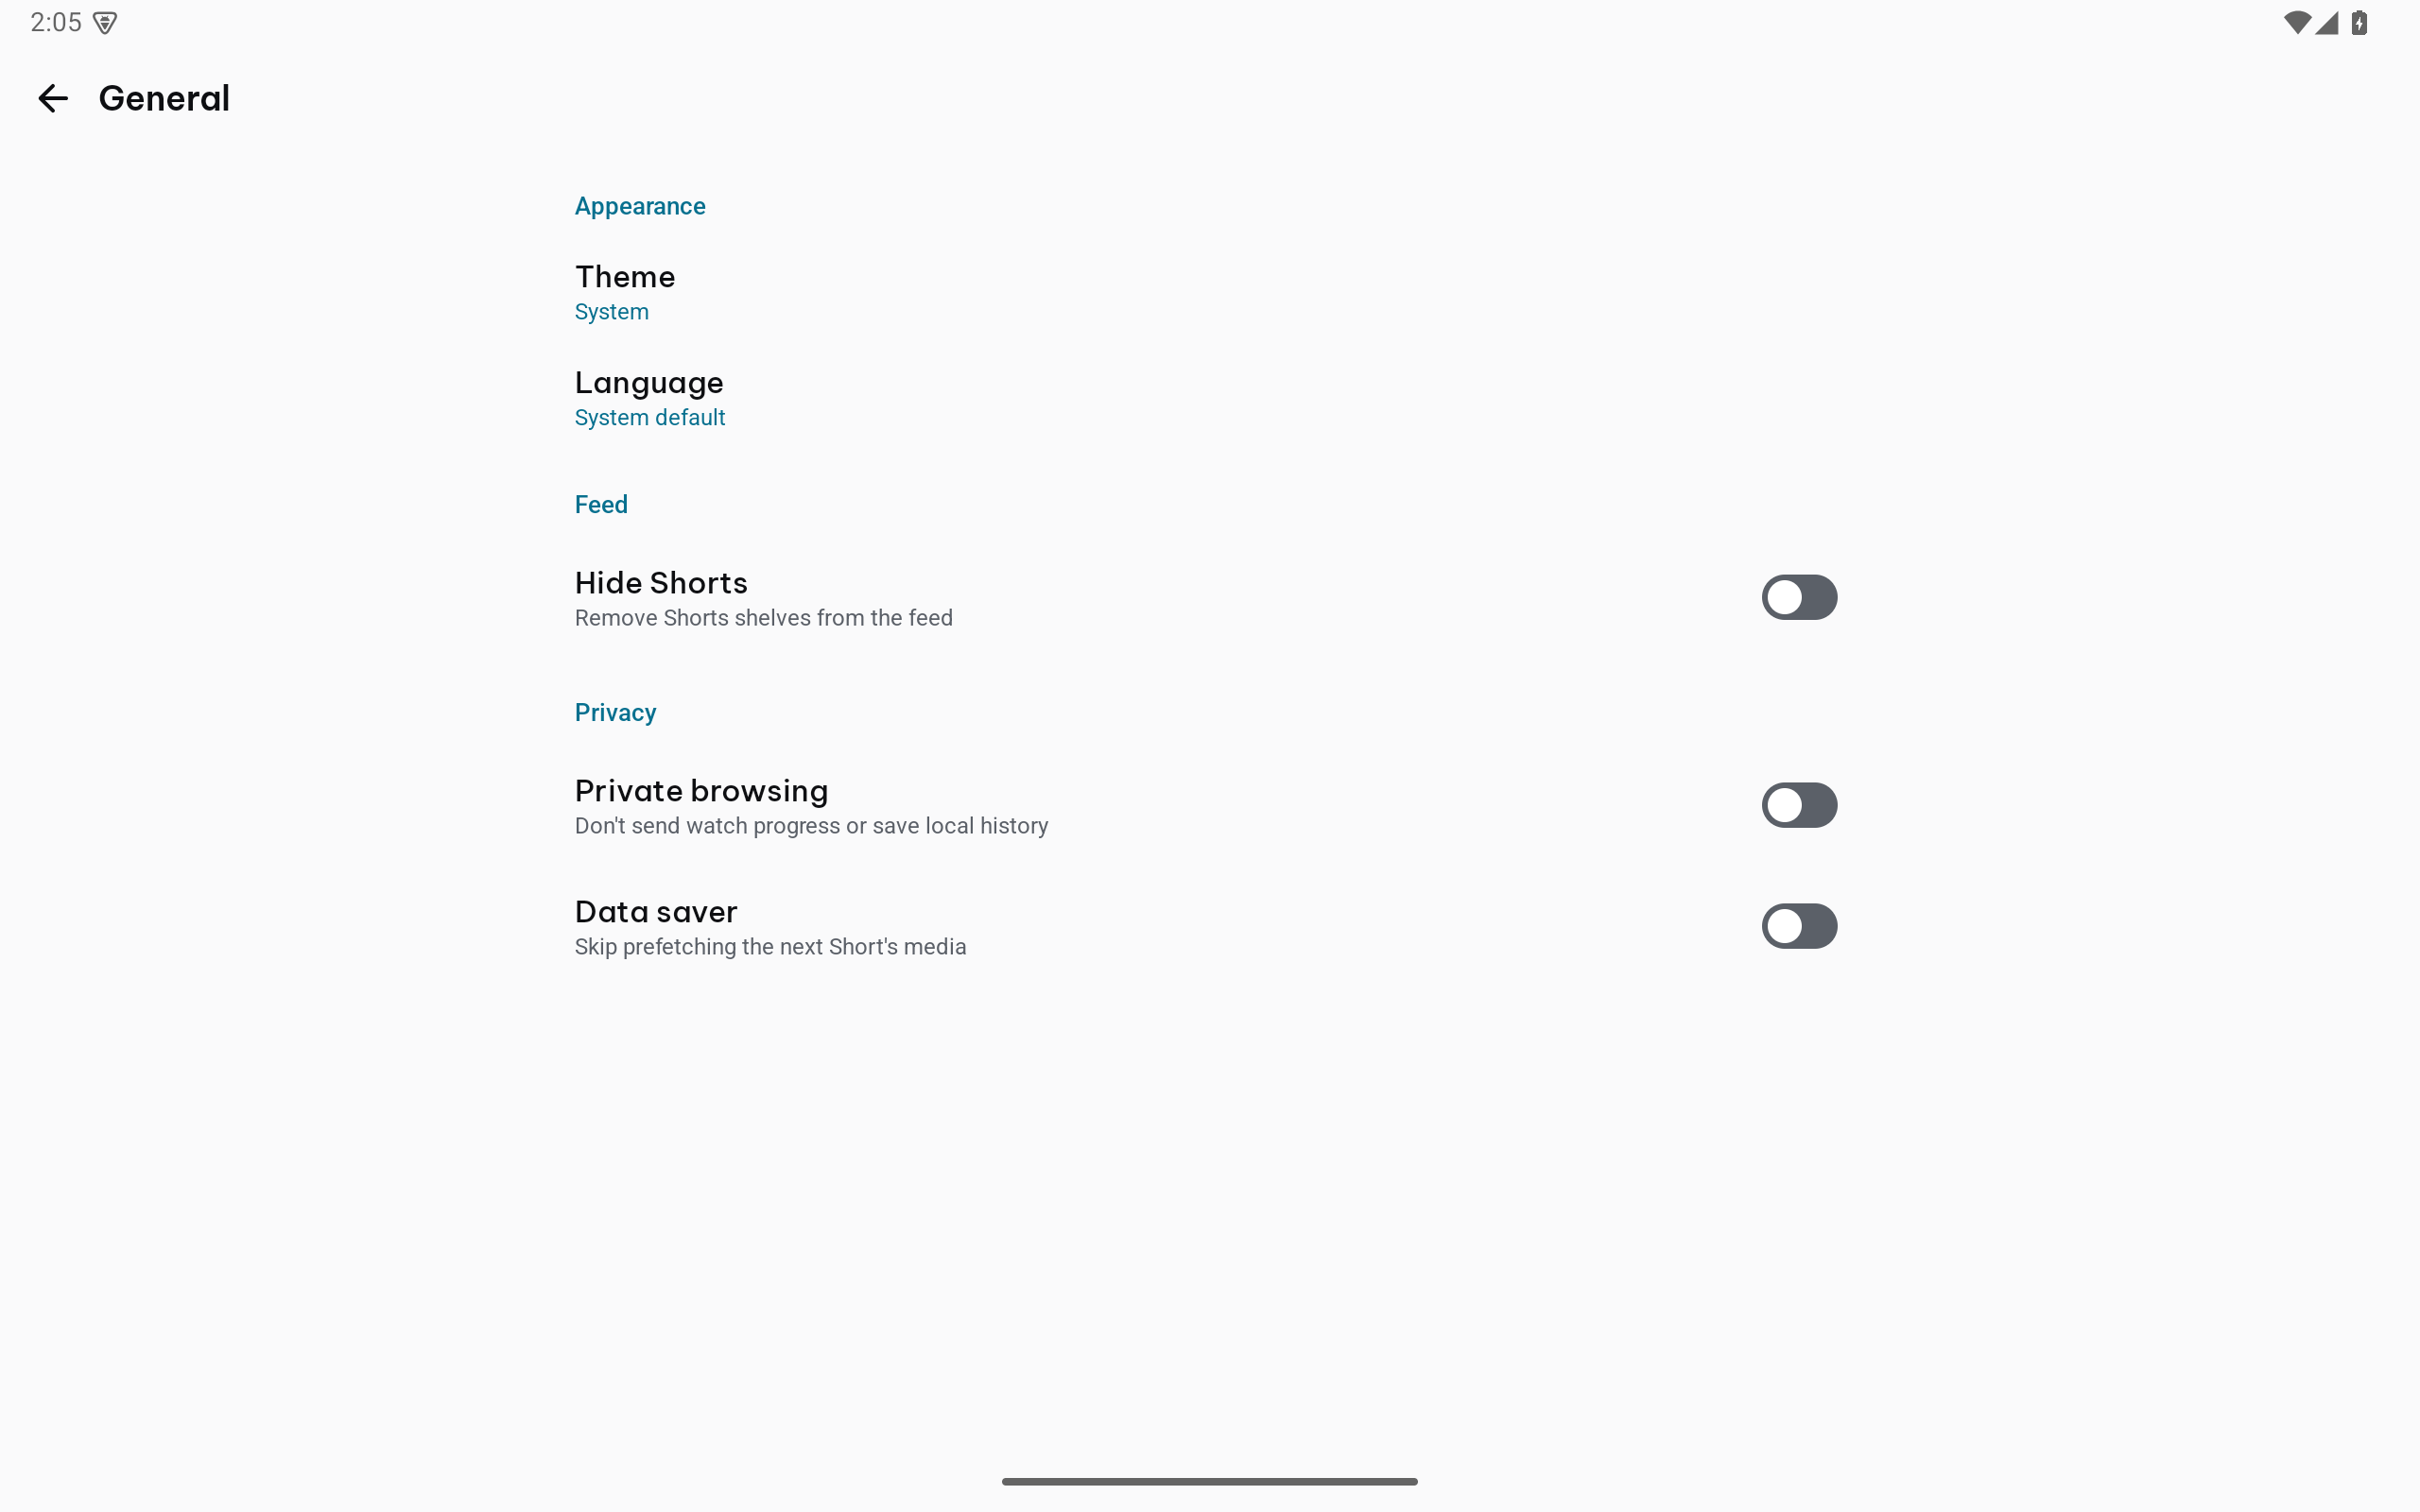 2:05
General
Appearance
Theme
System
Language
System default
Feed
Hide Shorts
Remove Shorts shelves from the feed
Privacy
Private browsing
Don't send watch progress or save local history
Data saver
Skip prefetching the next Short's media